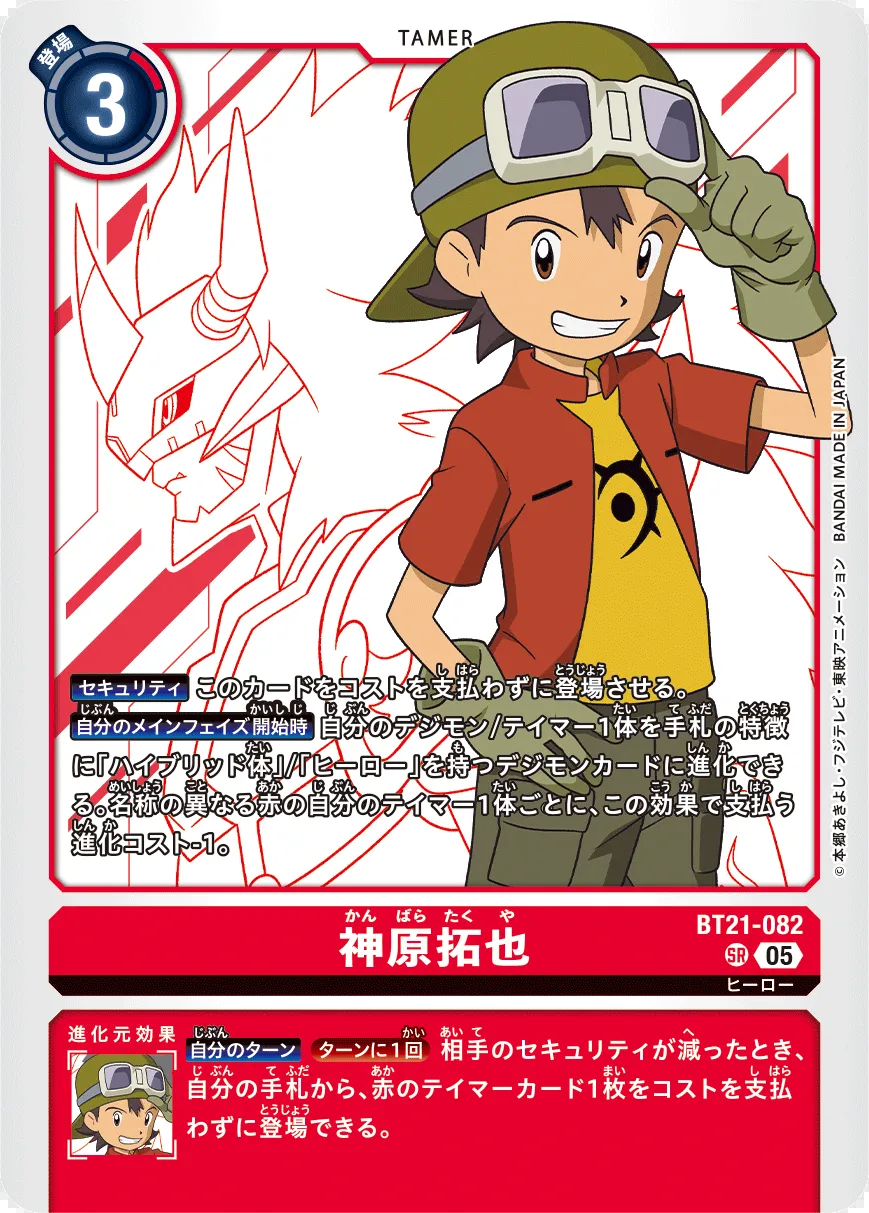 TAMER
登場
3
セキュリティ このカードをコストを支払わずに登場させる。
自分のメインフェイズ開始時 自分のデジモン/テイマー1体を手札の特徴
に「ハイブリッド体」/「ヒーロー」を持つデジモンカードに進化でき
る。名称の異なる赤の自分のテイマー1体ごとに、この効果で支払う
進化コスト-1。
©本郷あきよし・フジテレビ・東映アニメーション BANDAI MADE IN JAPAN
かん ばら たく や
神原拓也
BT21-082
SR 05
ヒーロー
進化元効果
自分のターン ターンに1回 相手のセキュリティが減ったとき、
自分の手札から、赤のテイマーカード1枚をコストを支払
わずに登場できる。